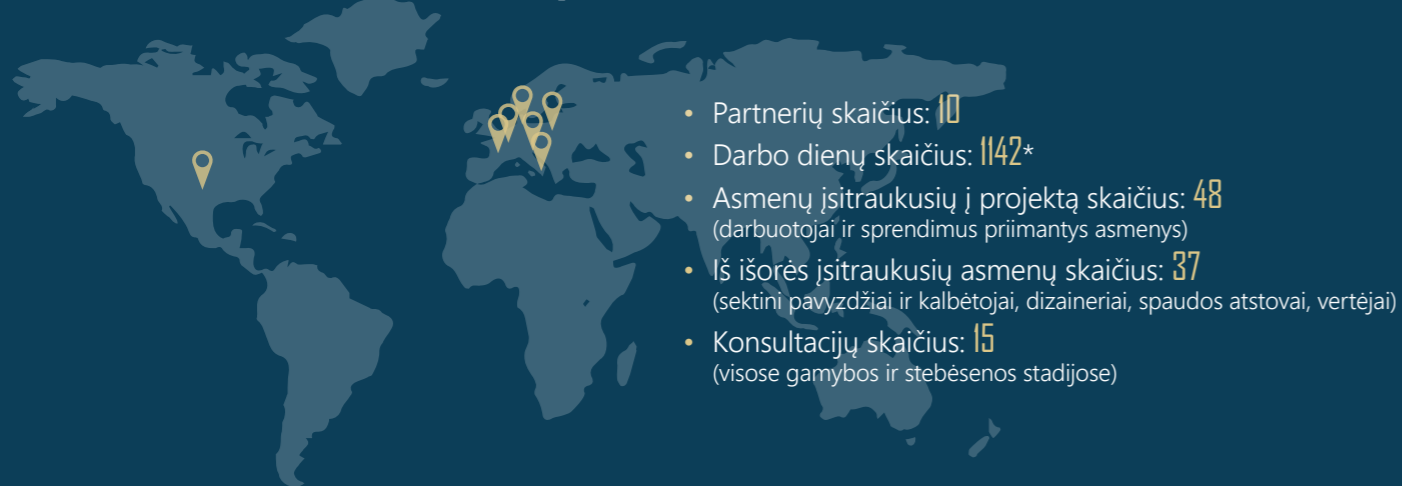 • Partnerių skaičius: 10
• Darbo dienų skaičius: 1142*
• Asmenų įsitraukusių į projektą skaičius: 48
(darbuotojai ir sprendimus priimantys asmenys)
• Iš išorės įsitraukusių asmenų skaičius: 37
(sektini pavyzdžiai ir kalbėtojai, dizaineriai, spaudos atstovai, vertėjai)
• Konsultacijų skaičius: 15
(visose gamybos ir stebėsenos stadijose)